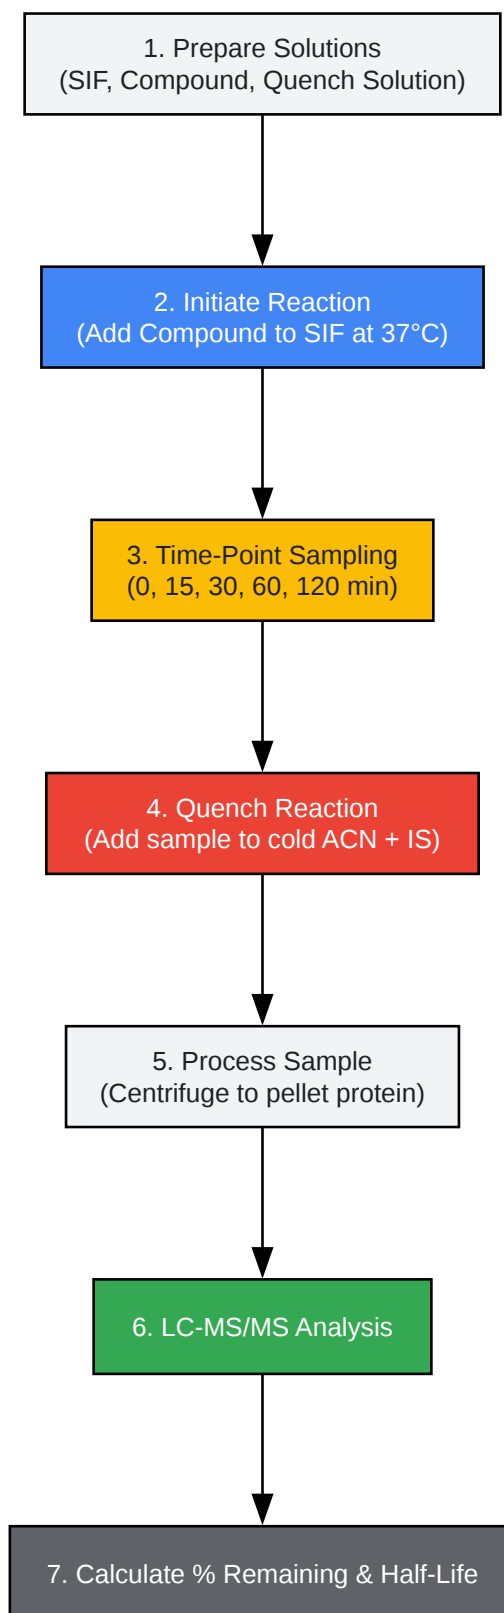 1. Prepare Solutions
(SIF, Compound, Quench Solution)
2. Initiate Reaction
(Add Compound to SIF at 37°C)
3. Time-Point Sampling
(0, 15, 30, 60, 120 min)
4. Quench Reaction
(Add sample to cold ACN + IS)
5. Process Sample
(Centrifuge to pellet protein)
6. LC-MS/MS Analysis
7. Calculate % Remaining & Half-Life